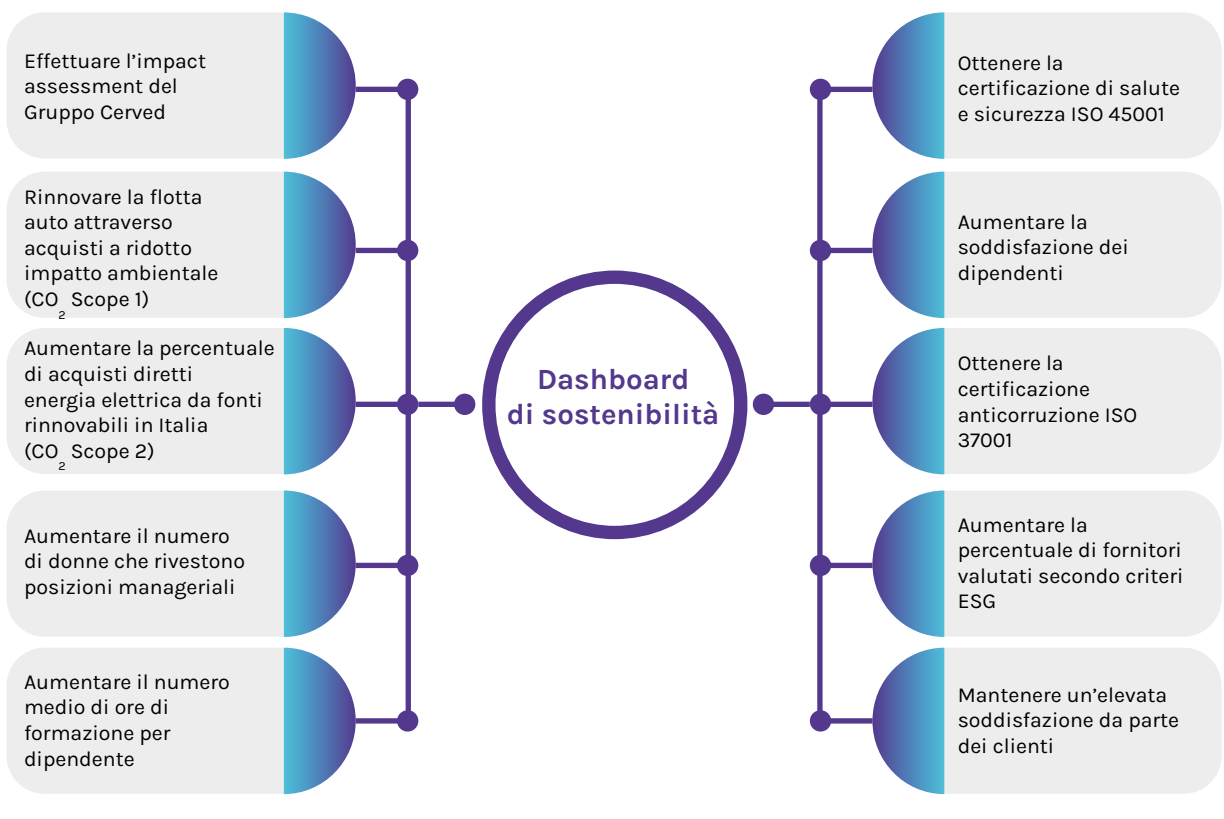 Effettuare l’impact
assessment del
Gruppo Cerved
Rinnovare la flotta
auto attraverso
acquisti a ridotto
impatto ambientale
(CO₂ Scope 1)
Aumentare la percentuale
di acquisti diretti
energia elettrica da fonti
rinnovabili in Italia
(CO₂ Scope 2)
Aumentare il numero
di donne che rivestono
posizioni manageriali
Aumentare il numero
medio di ore di
formazione per
dipendente
Dashboard
di sostenibilità
Ottenere la
certificazione di salute
e sicurezza ISO 45001
Aumentare la
soddisfazione dei
dipendenti
Ottenere la
certificazione
anticorruzione ISO
37001
Aumentare la
percentuale di fornitori
valutati secondo criteri
ESG
Mantenere un’elevata
soddisfazione da parte
dei clienti